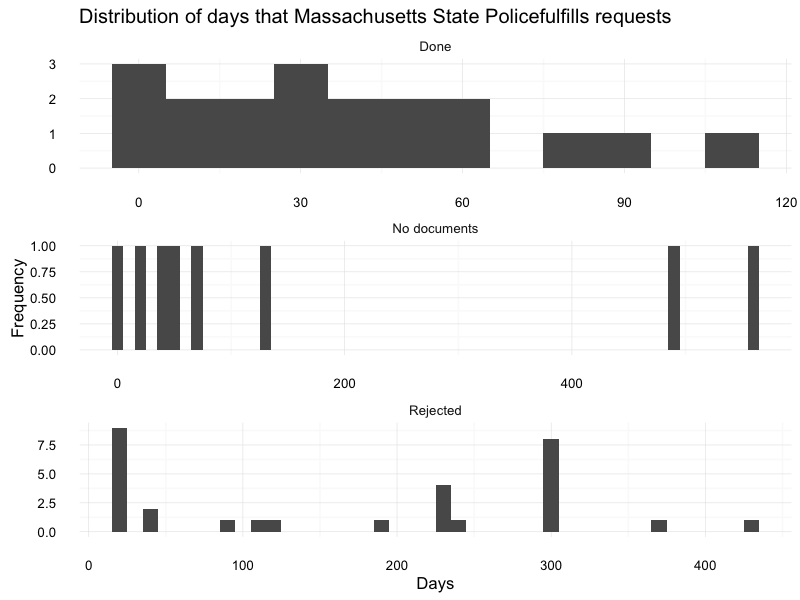 Distribution of days that Massachusetts State Policefulfills requests
Done
3
2
1
0
0 30 60 90 120
No documents
1.00
0.75
0.50
0.25
0.00
0 200 400
Frequency
Rejected
7.5
5.0
2.5
0.0
0 100 200 300 400
Days